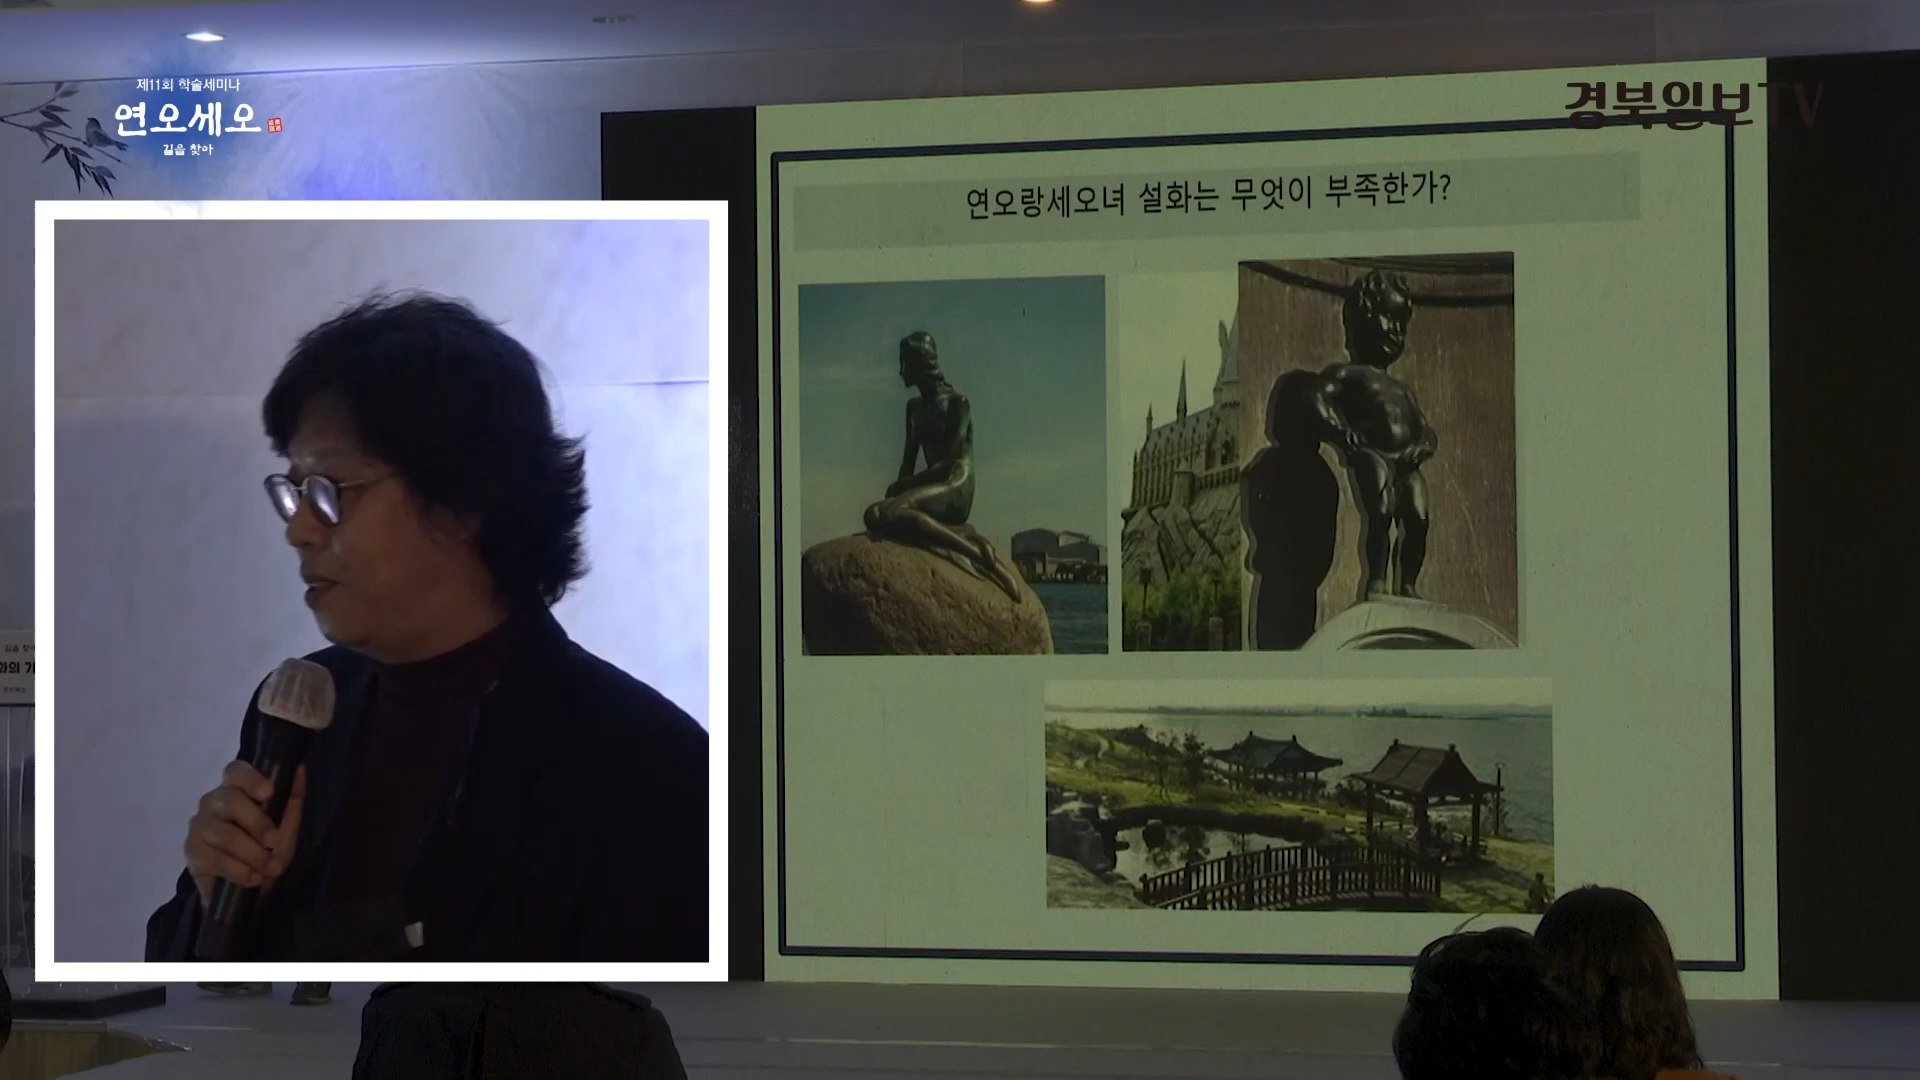 제11회 학술세미나
연오세오
길을 찾아
경북일보TV
연오랑세오녀 설화는 무엇이 부족한가?